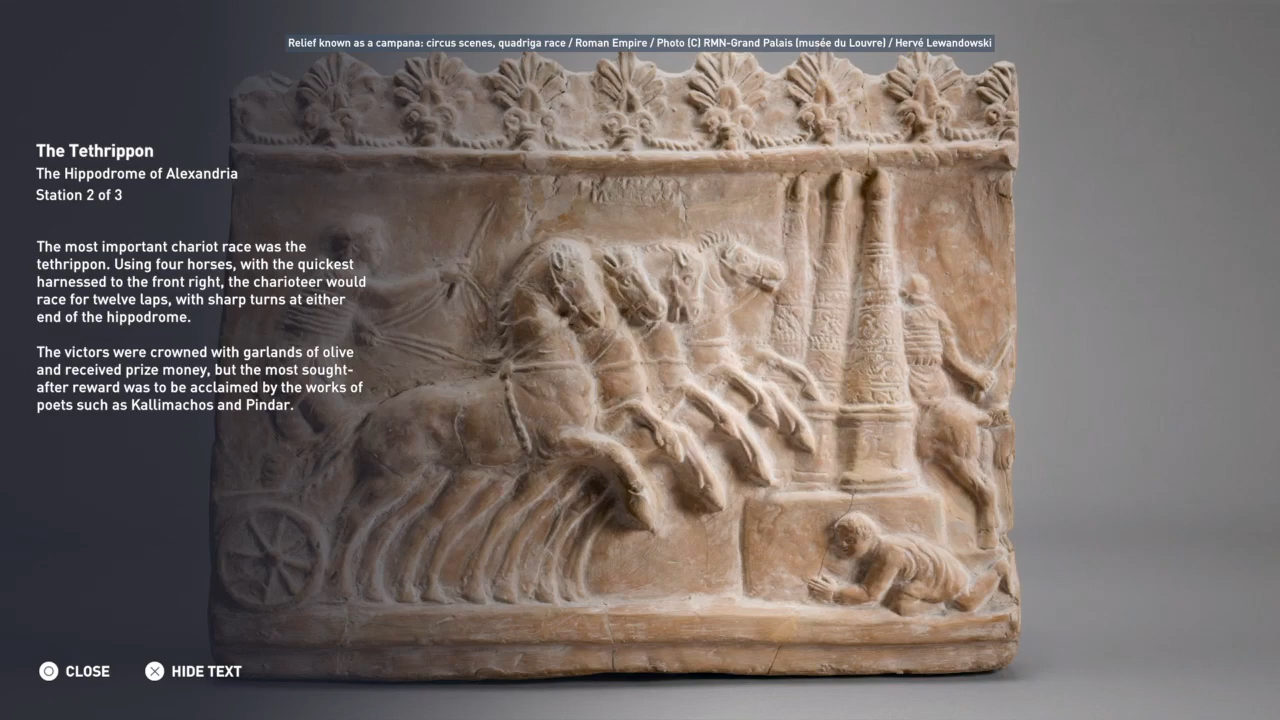 Relief known as a campana: circus scenes, quadriga race / Roman Empire / Photo (C) RMN-Grand Palais (musée du Louvre) / Hervé Lewandowski
The Tethrippon
The Hippodrome of Alexandria
Station 2 of 3
The most important chariot race was the
tethrippon. Using four horses, with the quickest
harnessed to the front right, the charioteer would
race for twelve laps, with sharp turns at either
end of the hippodrome.
The victors were crowned with garlands of olive
and received prize money, but the most sought-
after reward was to be acclaimed by the works of
poets such as Kallimachos and Pindar.
CLOSE
HIDE TEXT